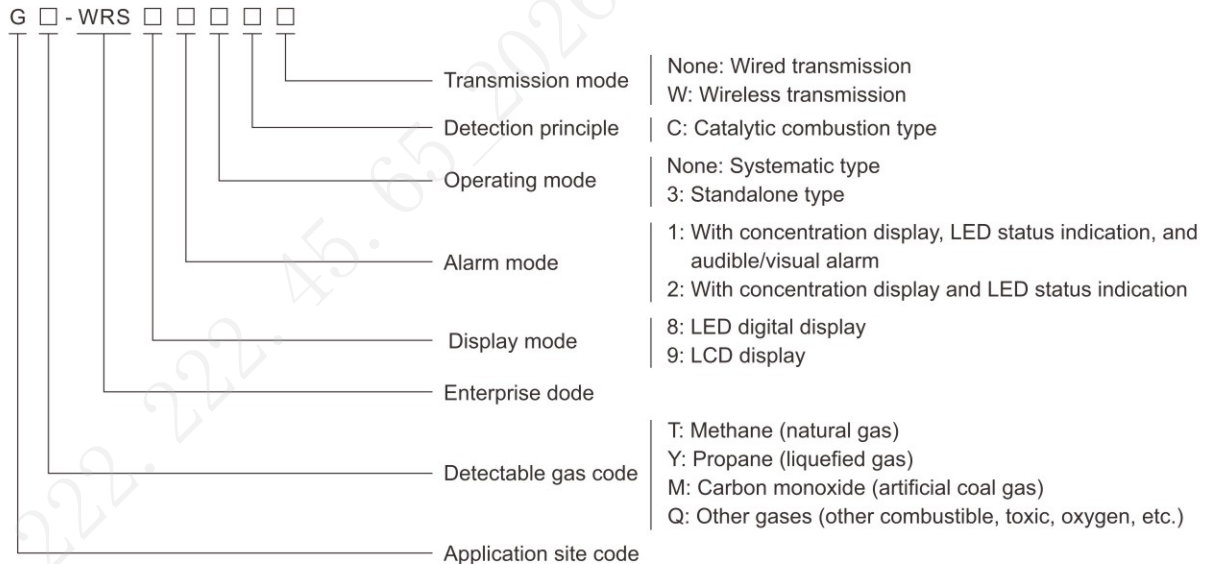 G □ - WRS □ □ □ □ □
Transmission mode
None: Wired transmission
W: Wireless transmission
Detection principle
C: Catalytic combustion type
Operating mode
None: Systematic type
3: Standalone type
Alarm mode
1: With concentration display, LED status indication, and
audible/visual alarm
2: With concentration display and LED status indication
Display mode
8: LED digital display
9: LCD display
Enterprise dode
Detectable gas code
T: Methane (natural gas)
Y: Propane (liquefied gas)
M: Carbon monoxide (artificial coal gas)
Q: Other gases (other combustible, toxic, oxygen, etc.)
Application site code
222. 222. 45. 65_2026